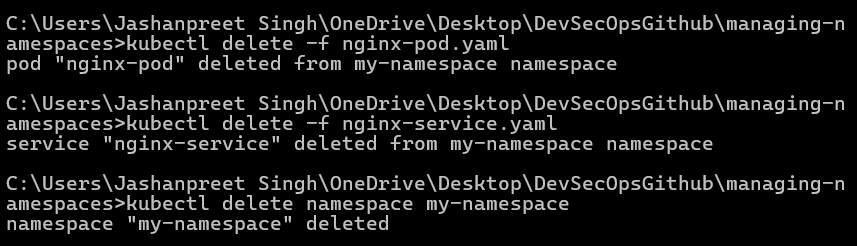 C:\Users\Jashanpreet Singh\OneDrive\Desktop\DevSecOpsGithub\managing-n
amespaces>kubectl delete -f nginx-pod.yaml
pod "nginx-pod" deleted from my-namespace namespace
C:\Users\Jashanpreet Singh\OneDrive\Desktop\DevSecOpsGithub\managing-n
amespaces>kubectl delete -f nginx-service.yaml
service "nginx-service" deleted from my-namespace namespace
C:\Users\Jashanpreet Singh\OneDrive\Desktop\DevSecOpsGithub\managing-n
amespaces>kubectl delete namespace my-namespace
namespace "my-namespace" deleted